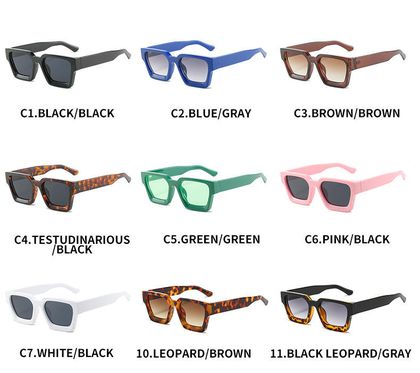 C1.BLACK/BLACK
C2.BLUE/GRAY
C3.BROWN/BROWN
C4.TESTUDINARIOUS
/BLACK
C5.GREEN/GREEN
C6.PINK/BLACK
C7.WHITE/BLACK
10.LEOPARD/BROWN
11.BLACK LEOPARD/GRAY